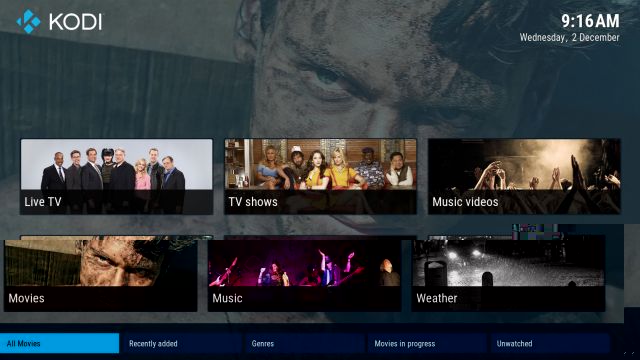 KODI
9:16AM
Wednesday, 2 December
Live TV
TV shows
Music videos
Movies
Music
Weather
All Movies
Recently added
Genres
Movies in progress
Unwatched